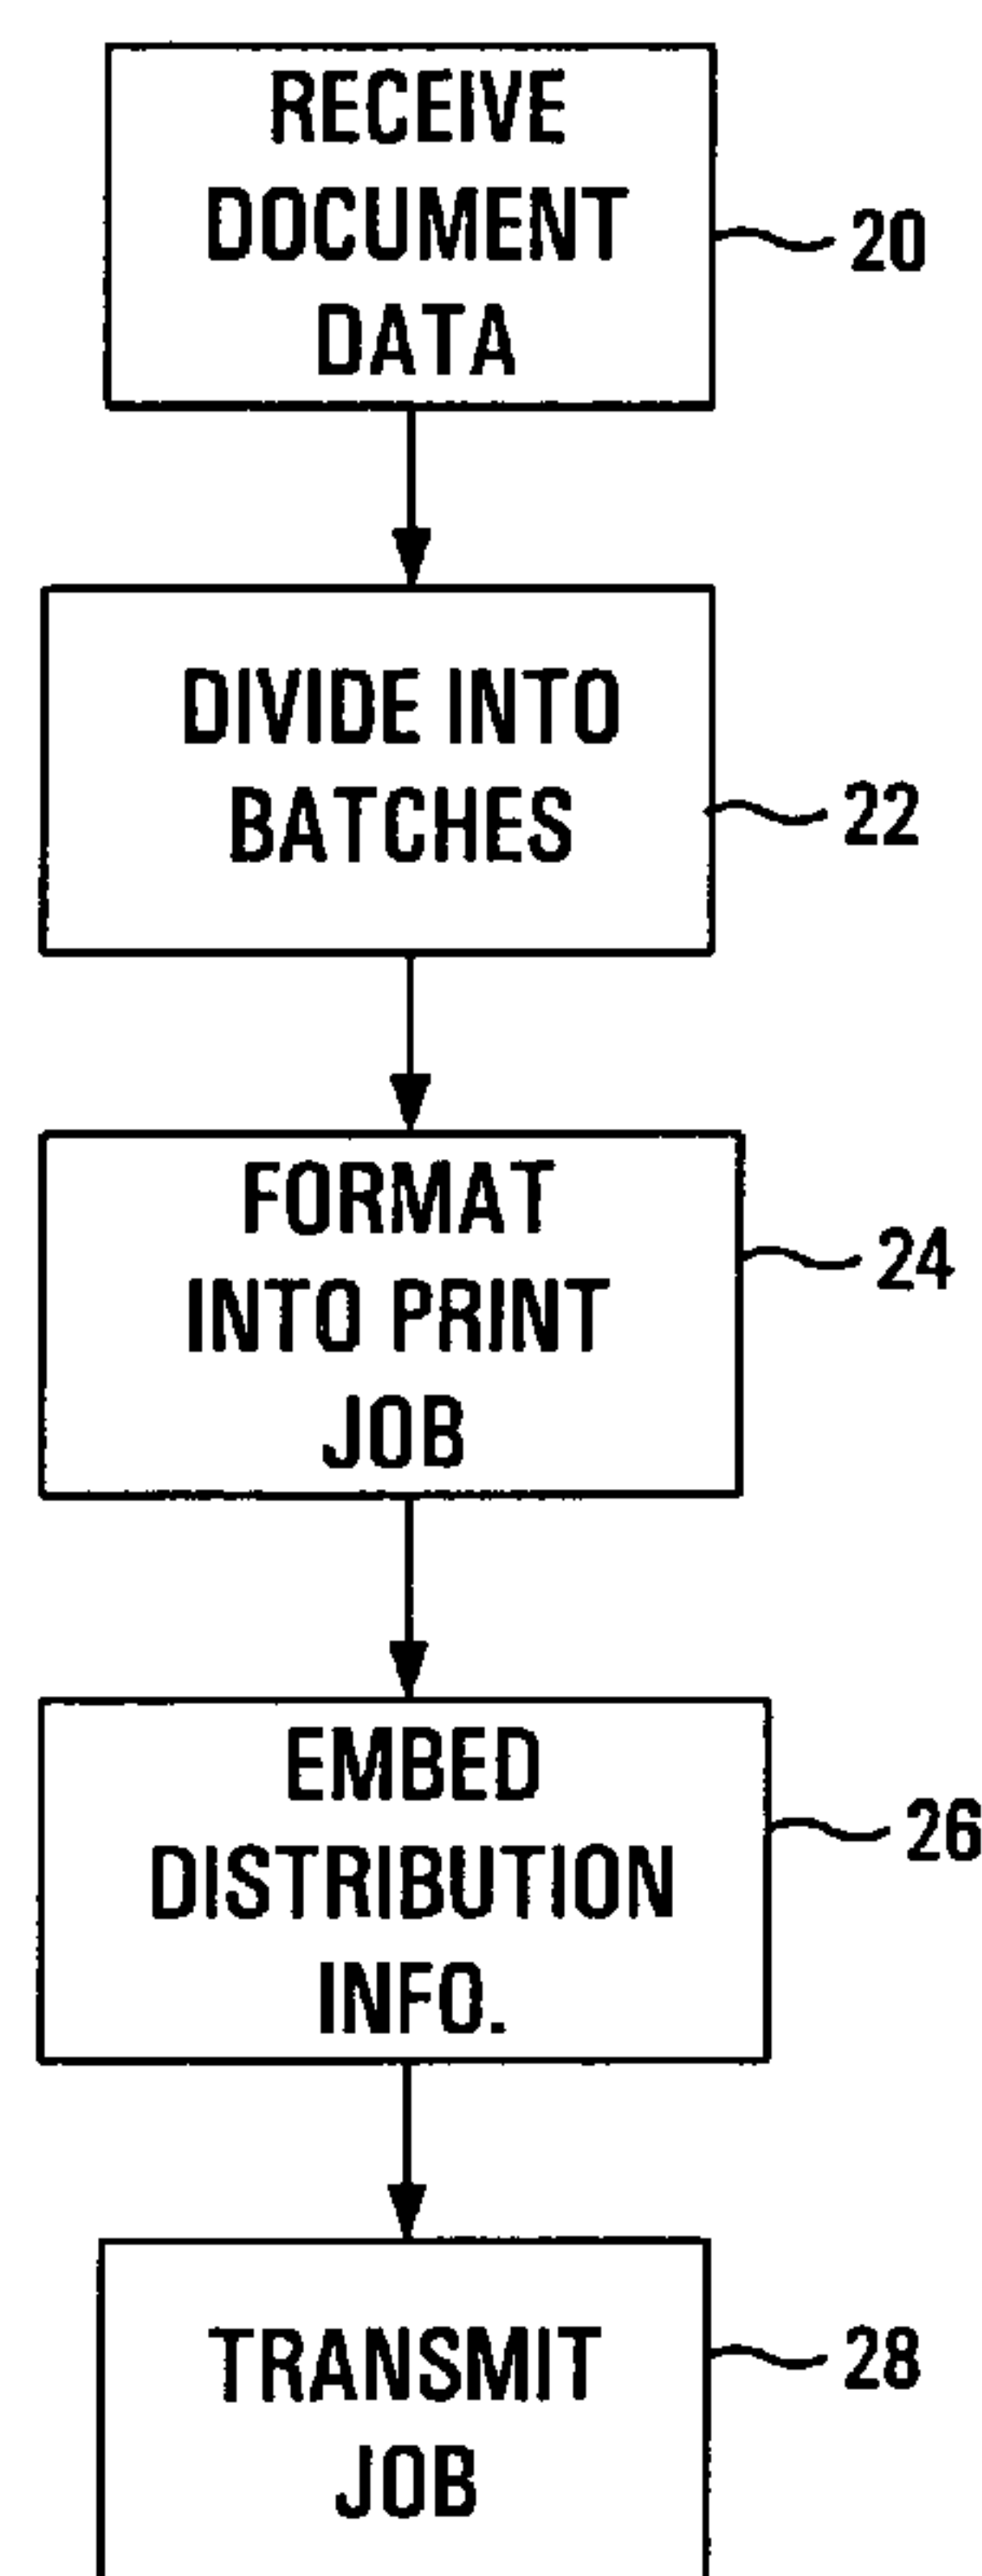 RECEIVE
DOCUMENT
DATA
20
DIVIDE INTO
BATCHES
22
FORMAT
INTO PRINT
JOB
24
EMBED
DISTRIBUTION
INFO.
26
TRANSMIT
JOB
28